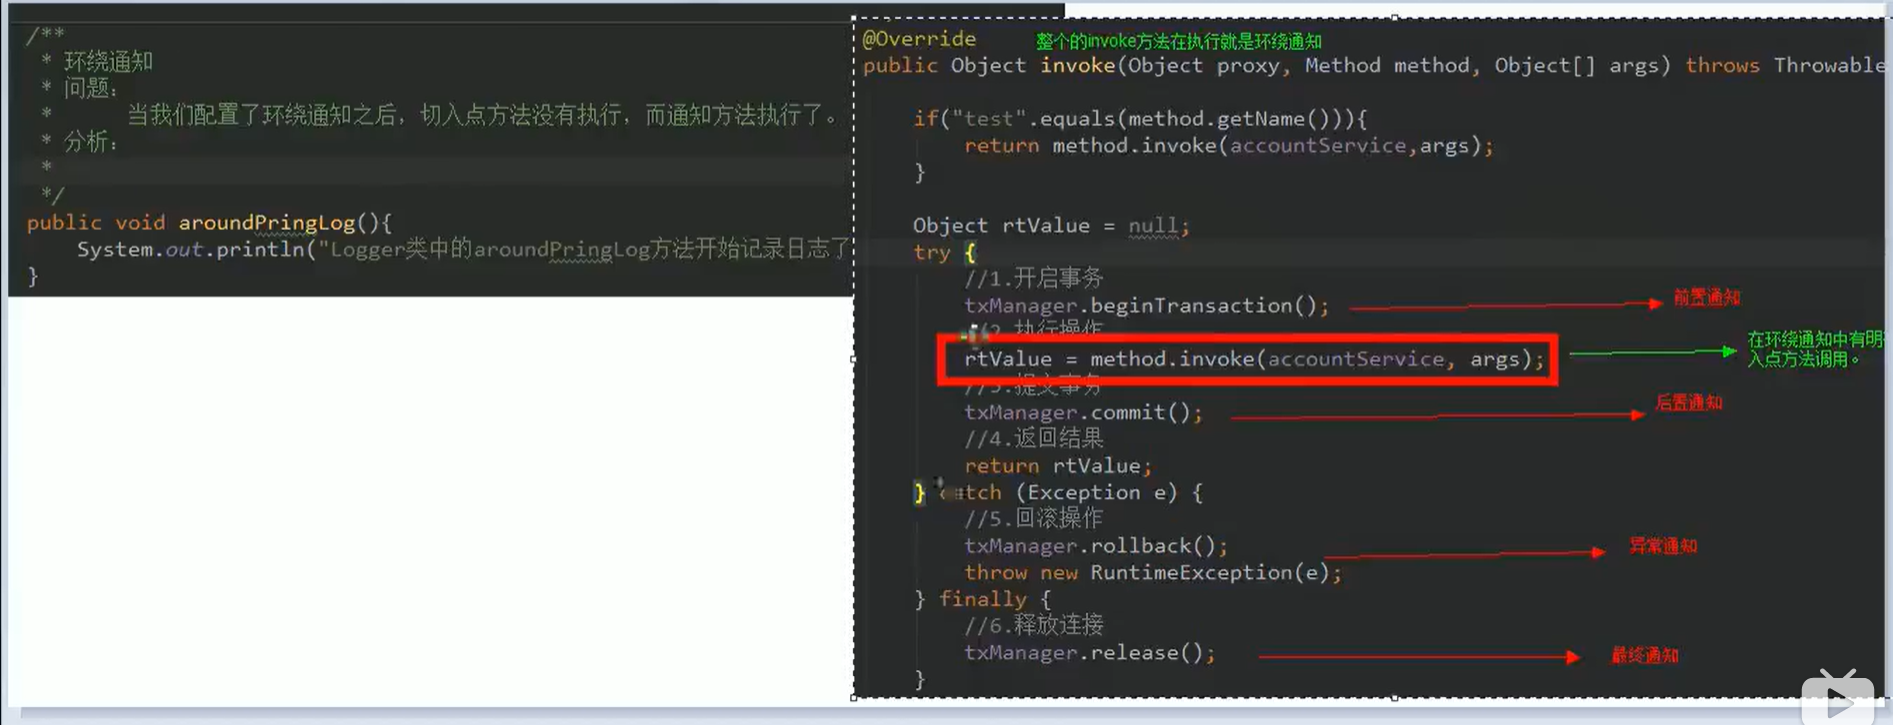 /**
* 环绕通知
* 问题：
* 当我们配置了环绕通知之后，切入点方法没有执行，而通知方法执行了。
* 分析：
*
*/
public void aroundPringLog(){
System.out.println("Logger类中的aroundPringLog方法开始记录日志了
}
@Override 整个的invoke方法在执行就是环绕通知
public Object invoke(Object proxy, Method method, Object[] args) throws Throwable
if("test".equals(method.getName())){
return method.invoke(accountService,args);
}
Object rtValue = null;
try {
//1.开启事务
txManager.beginTransaction(); 前置通知
//2.执行操作
rtValue = method.invoke(accountService, args); 在环绕通知中有明
入点方法调用。
//3.提交事务
txManager.commit(); 后置通知
//4.返回结果
return rtValue;
} catch (Exception e) {
//5.回滚操作
txManager.rollback(); 异常通知
throw new RuntimeException(e);
} finally {
//6.释放连接
txManager.release(); 最终通知
}